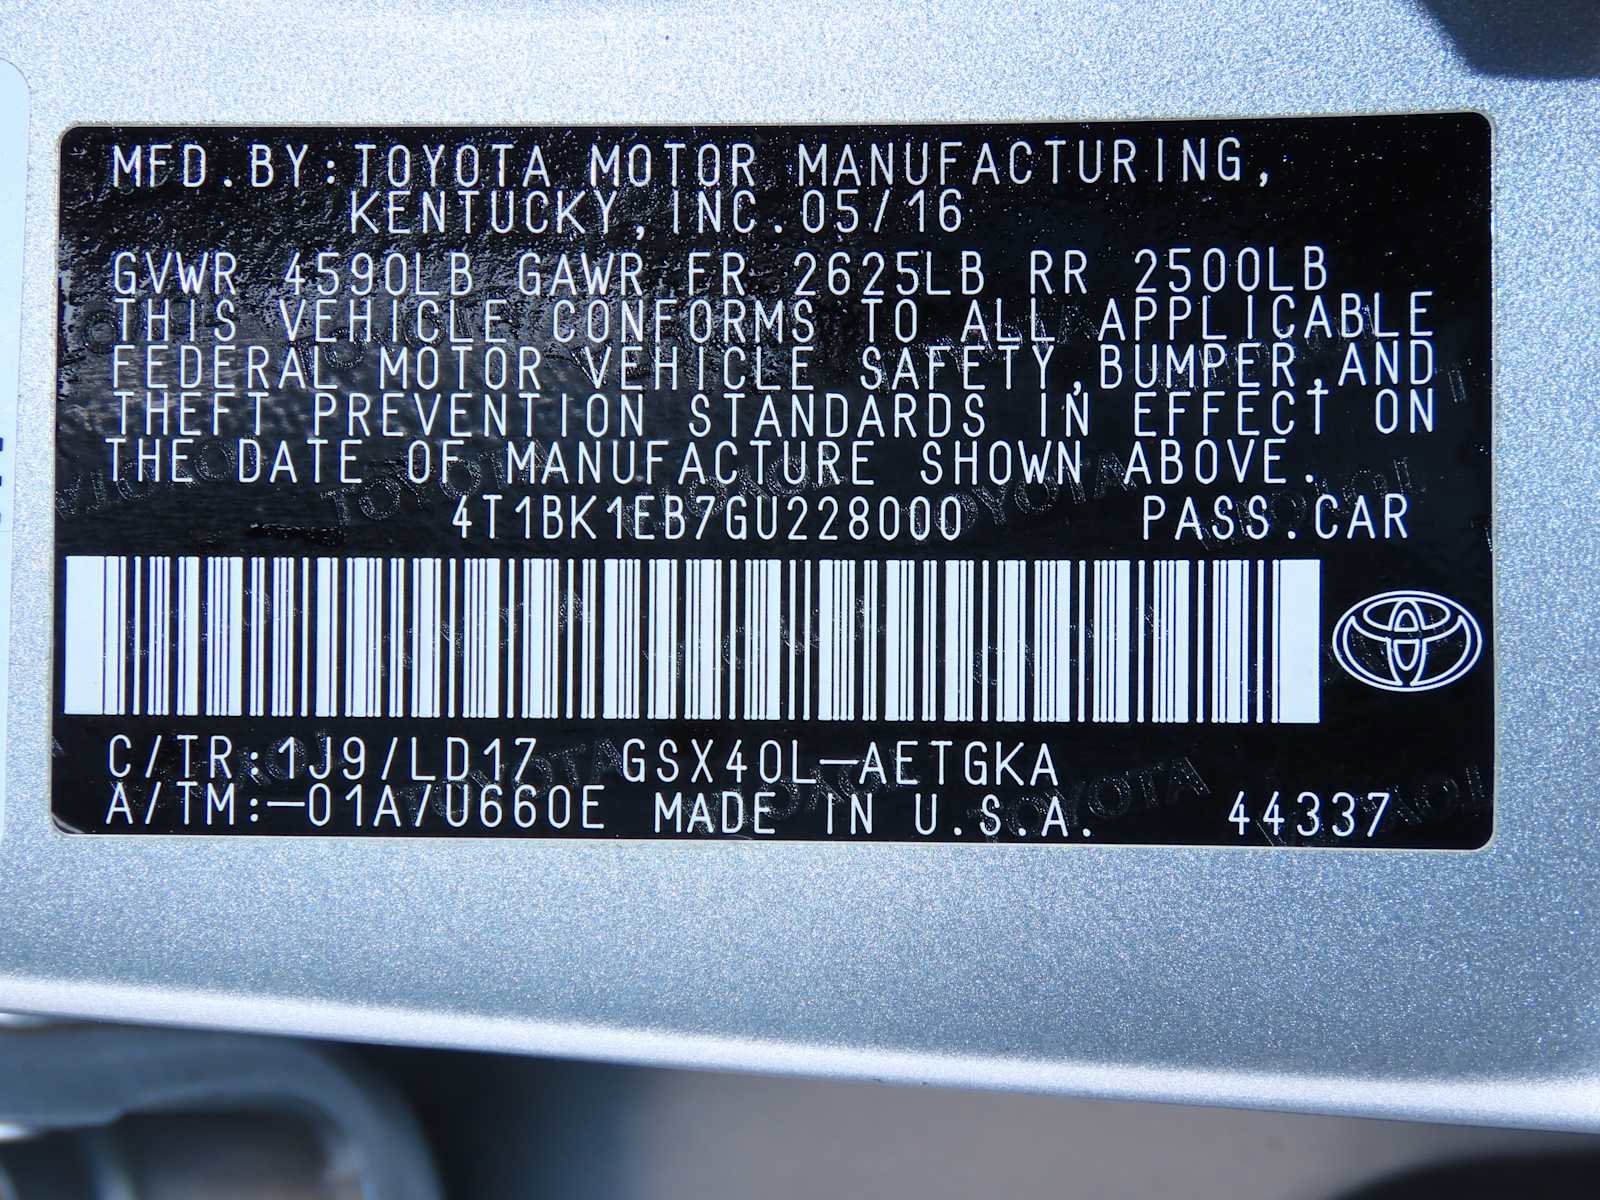 MFD.BY:TOYOTA MOTOR MANUFACTURING,
KENTUCKY,INC.05/16
GVWR 4590LB GAWR FR 2625LB RR 2500LB
THIS VEHICLE CONFORMS TO ALL APPLICABLE
FEDERAL MOTOR VEHICLE SAFETY,BUMPER,AND
THEFT PREVENTION STANDARDS IN EFFECT ON
THE DATE OF MANUFACTURE SHOWN ABOVE.
4T1BK1EB7GU228000 PASS.CAR
C/TR:1J9/LD17 GSX40L-AETGKA
A/TM:-01A/U660E MADE IN U.S.A. 44337